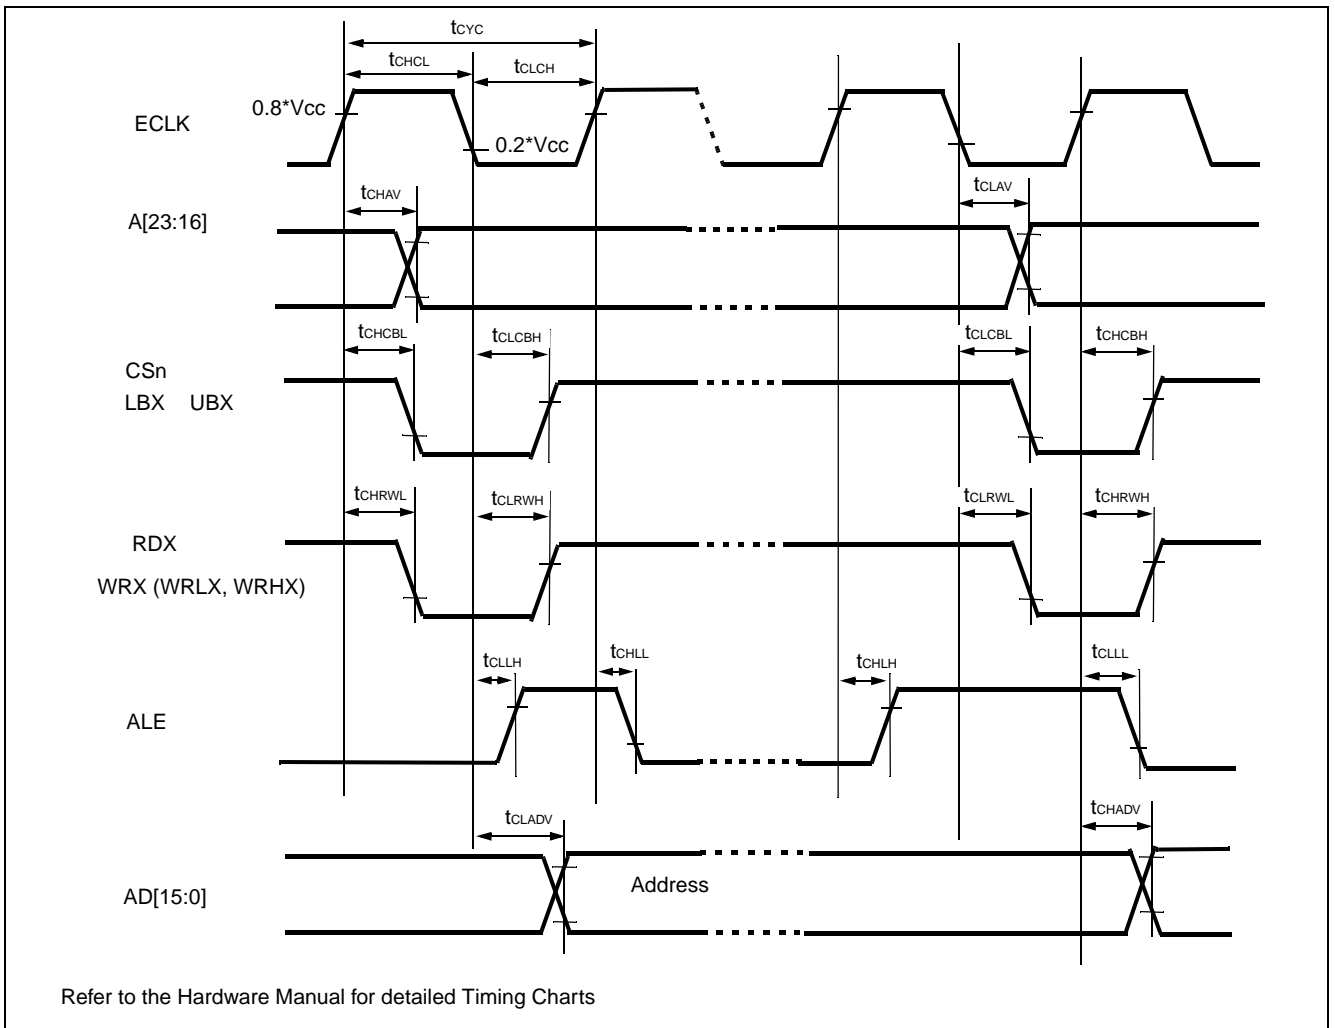 tCYC
tCHCL tCLCH
0.8*Vcc
ECLK
0.2*Vcc
tCHAV tCLAV
A[23:16]
tCHCBL tCLCBH tCLCBL tCHCBH
CSn
LBX UBX
tCHRWL tCLRWH tCLRWL tCHRWH
RDX
WRX (WRLX, WRHX)
tCLLH tCHLL tCHLH tCLLL
ALE
tCLADV tCHADV
Address
AD[15:0]
Refer to the Hardware Manual for detailed Timing Charts